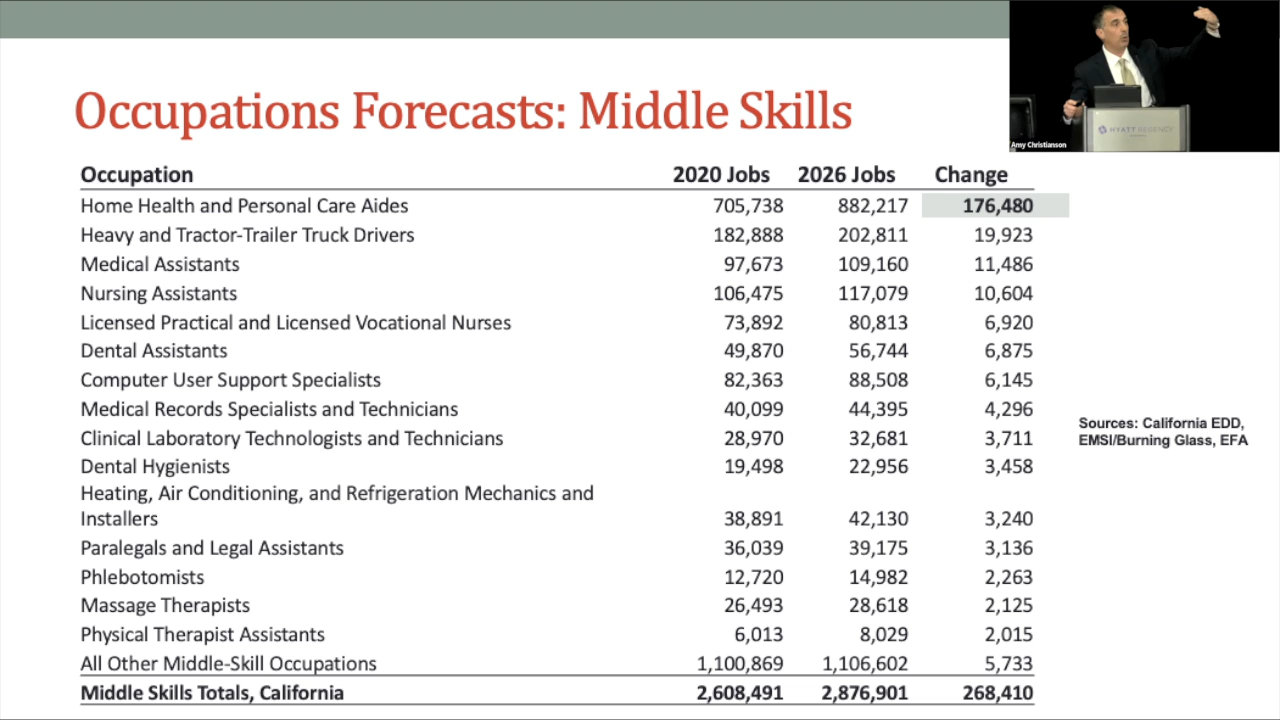 Occupations Forecasts: Middle Skills
Occupation 2020 Jobs 2026 Jobs Change
Home Health and Personal Care Aides 705,738 882,217 176,480
Heavy and Tractor-Trailer Truck Drivers 182,888 202,811 19,923
Medical Assistants 97,673 109,160 11,486
Nursing Assistants 106,475 117,079 10,604
Licensed Practical and Licensed Vocational Nurses 73,892 80,813 6,920
Dental Assistants 49,870 56,744 6,875
Computer User Support Specialists 82,363 88,508 6,145
Medical Records Specialists and Technicians 40,099 44,395 4,296
Clinical Laboratory Technologists and Technicians 28,970 32,681 3,711
Dental Hygienists 19,498 22,956 3,458
Heating, Air Conditioning, and Refrigeration Mechanics and
Installers 38,891 42,130 3,240
Paralegals and Legal Assistants 36,039 39,175 3,136
Phlebotomists 12,720 14,982 2,263
Massage Therapists 26,493 28,618 2,125
Physical Therapist Assistants 6,013 8,029 2,015
All Other Middle-Skill Occupations 1,100,869 1,106,602 5,733
Middle Skills Totals, California 2,608,491 2,876,901 268,410
Sources: California EDD,
EMSI/Burning Glass, EFA
HYATT REGENCY
Amy Christianson